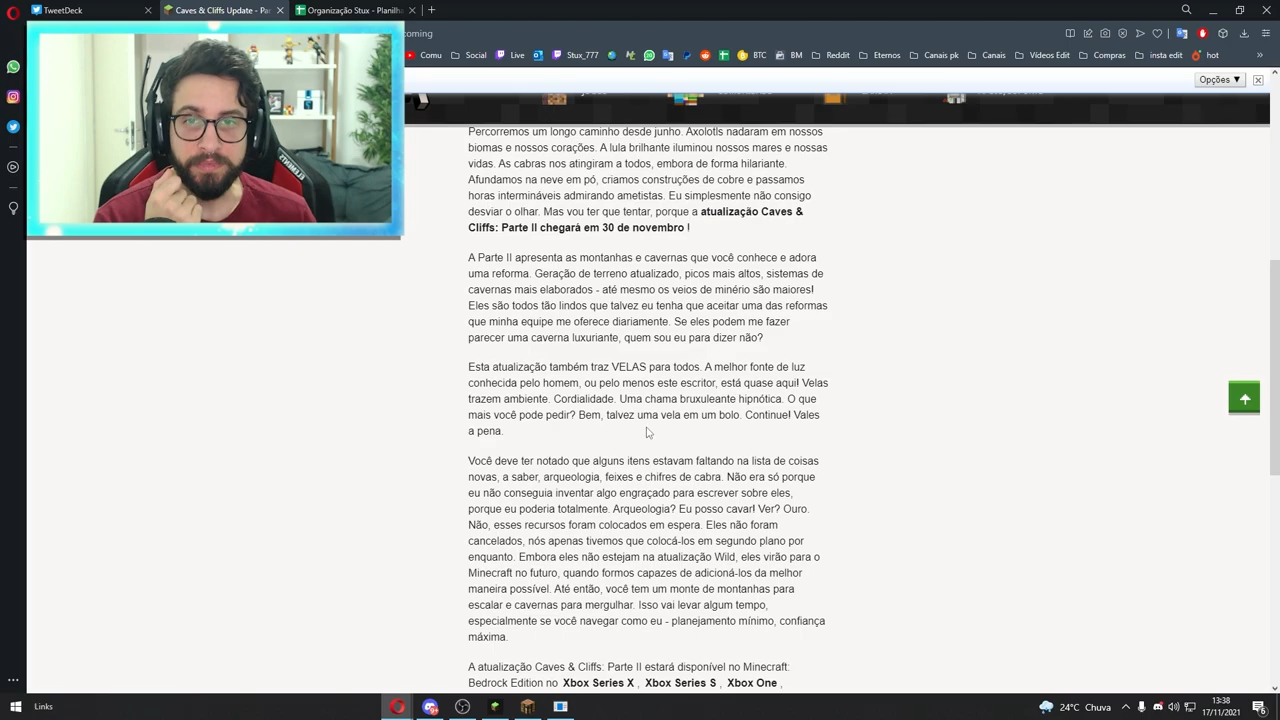 TweetDeck
Caves & Cliffs Update - Pa
Organização Stux - Planilha
coming
Comu
Social
Live
Stux_777
BTC
BM
Reddit
Eternos
Canais pk
Canais
Vídeos Edit
Imagens
insta edit
hot
Opções ▼
Percorremos um longo caminho desde junho. Axolotls nadaram em nossos
biomas e nossos corações. A lula brilhante iluminou nossos mares e nossas
vidas. As cabras nos atingiram a todos, embora de forma hilariante.
Afundamos na neve em pó, criamos construções de cobre e passamos
horas intermináveis admirando ametistas. Eu simplesmente não consigo
desviar o olhar. Mas vou ter que tentar, porque a atualização Caves &
Cliffs: Parte II chegará em 30 de novembro !
A Parte II apresenta as montanhas e cavernas que você conhece e adora
uma reforma. Geração de terreno atualizado, picos mais altos, sistemas de
cavernas mais elaborados - até mesmo os veios de minério são maiores!
Eles são todos tão lindos que talvez eu tenha que aceitar uma das reformas
que minha equipe me oferece diariamente. Se eles podem me fazer
parecer uma caverna luxuriante, quem sou eu para dizer não?
Esta atualização também traz VELAS para todos. A melhor fonte de luz
conhecida pelo homem, ou pelo menos este escritor, está quase aqui! Velas
trazem ambiente. Cordialidade. Uma chama bruxuleante hipnótica. O que
mais você pode pedir? Bem, talvez uma vela em um bolo. Continue! Vales
a pena.
Você deve ter notado que alguns itens estavam faltando na lista de coisas
novas, a saber, arqueologia, feixes e chifres de cabra. Não era só porque
eu não conseguia inventar algo engraçado para escrever sobre eles,
porque eu poderia totalmente. Arqueologia? Eu posso cavar! Ver? Ouro.
Não, esses recursos foram colocados em espera. Eles não foram
cancelados, nós apenas tivemos que colocá-los em segundo plano por
enquanto. Embora eles não estejam na atualização Wild, eles virão para o
Minecraft no futuro, quando formos capazes de adicioná-los da melhor
maneira possível. Até então, você tem um monte de montanhas para
escalar e cavernas para mergulhar. Isso vai levar algum tempo,
especialmente se você navegar como eu - planejamento mínimo, confiança
máxima.
A atualização Caves & Cliffs: Parte II estará disponível no Minecraft:
Bedrock Edition no Xbox Series X , Xbox Series S , Xbox One ,
Links
24°C Chuva
13:38
17/11/2021